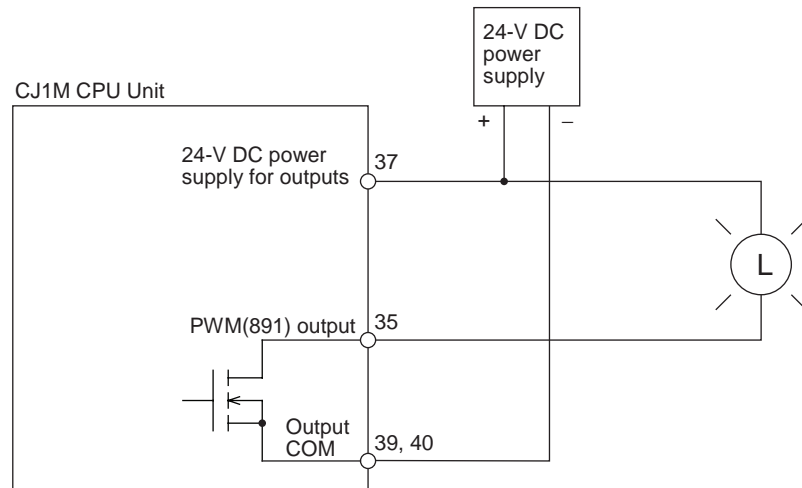 24-V DC
power
supply
CJ1M CPU Unit
+
–
24-V DC power
supply for outputs
37
L
PWM(891) output
35
Output
COM
39, 40